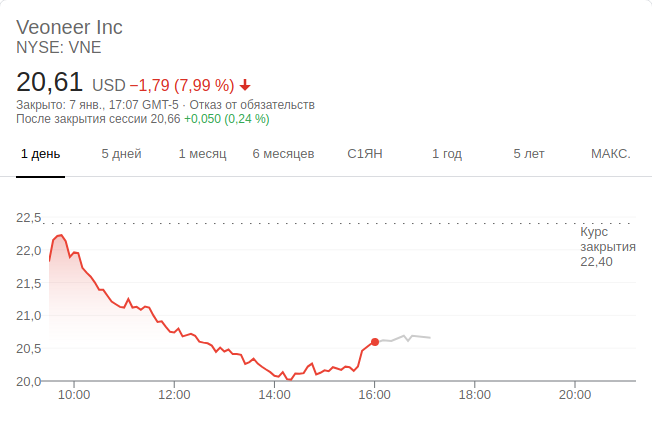 Veoneer Inc
NYSE: VNE
20,61 USD −1,79 (7,99 %)
Закрыто: 7 янв., 17:07 GMT-5 · Отказ от обязательств
После закрытия сессии 20,66 +0,050 (0,24 %)
1 день 5 дней 1 месяц 6 месяцев С1ЯН 1 год 5 лет МАКС.
22,5
Курс
закрытия
22,40
22,0
21,5
21,0
20,5
20,0
10:00 12:00 14:00 16:00 18:00 20:00